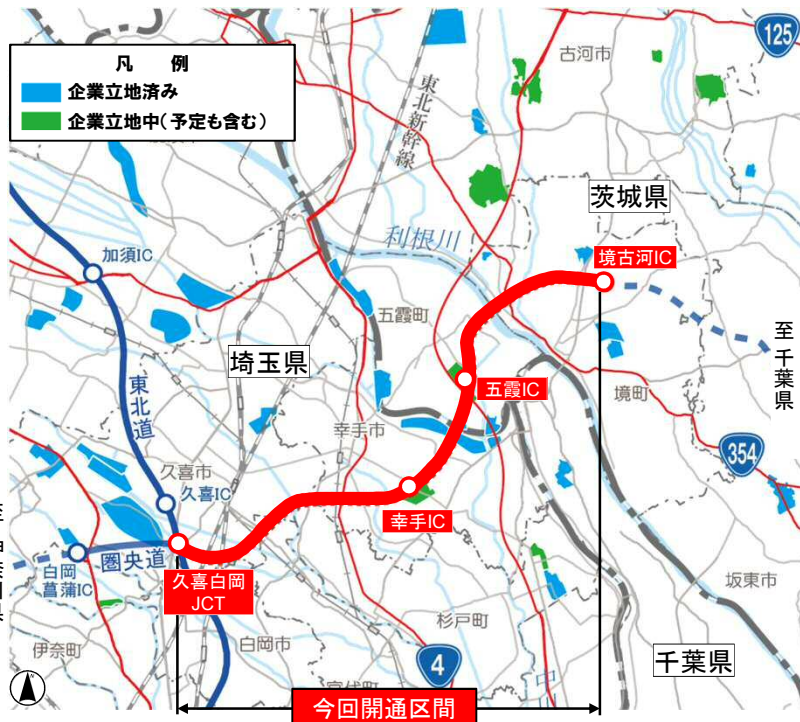 凡　例
企業立地済み
企業立地中(予定も含む)
125
古河市
東北新幹線
茨城県
利根川
境古河IC
加須IC
五霞町
至 千葉県
埼玉県
五霞IC
境町
東北道
幸手市
354
久喜市
久喜IC
幸手IC
圏央道
白岡菖蒲IC
久喜白岡
JCT
坂東市
杉戸町
伊奈町
白岡市
4
千葉県
今回開通区間